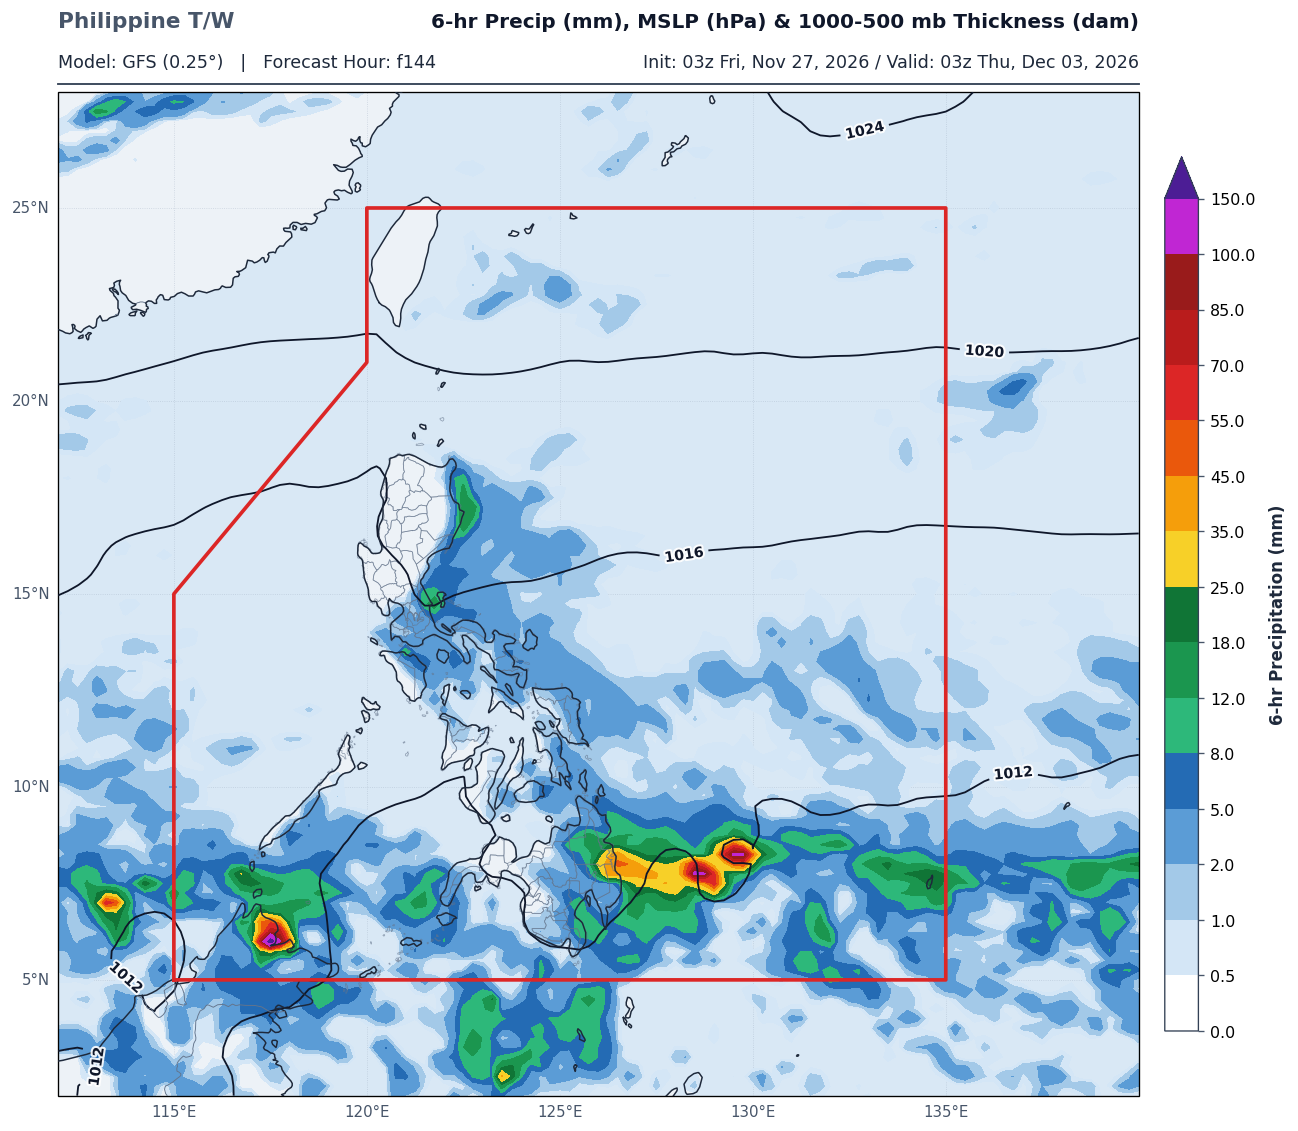 Philippine T/W
6-hr Precip (mm), MSLP (hPa) & 1000-500 mb Thickness (dam)
Model: GFS (0.25°) | Forecast Hour: f144
Init: 03z Fri, Nov 27, 2026 / Valid: 03z Thu, Dec 03, 2026
1024
25°N
1020
20°N
1016
15°N
1012
10°N
1012
5°N
1012
115°E
120°E
125°E
130°E
135°E
150.0
100.0
85.0
70.0
55.0
45.0
35.0
25.0
18.0
12.0
8.0
5.0
2.0
1.0
0.5
0.0
6-hr Precipitation (mm)